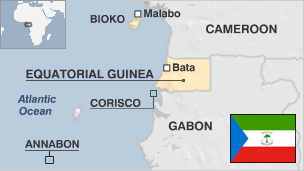 Malabo
BIOKO
CAMEROON
Bata
EQUATORIAL GUINEA
Atlantic
Ocean
CORISCO
GABON
ANNABON